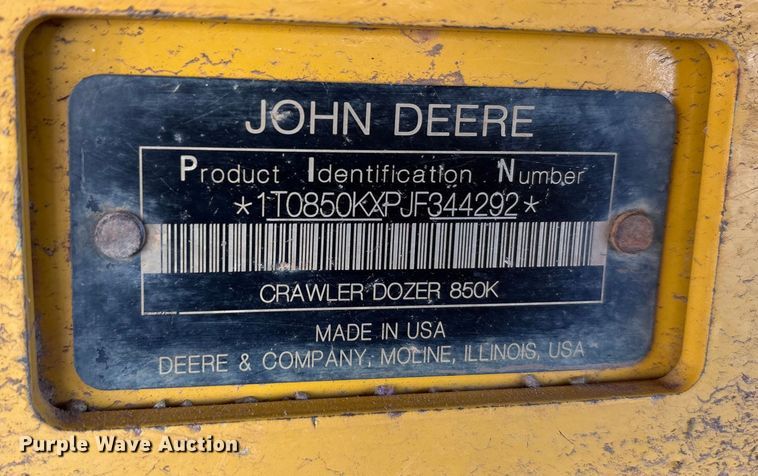 JOHN DEERE
Product Identification Number
*1T0850KXPJF344292*
CRAWLER DOZER 850K
MADE IN USA
DEERE & COMPANY, MOLINE, ILLINOIS, USA
Purple Wave Auction